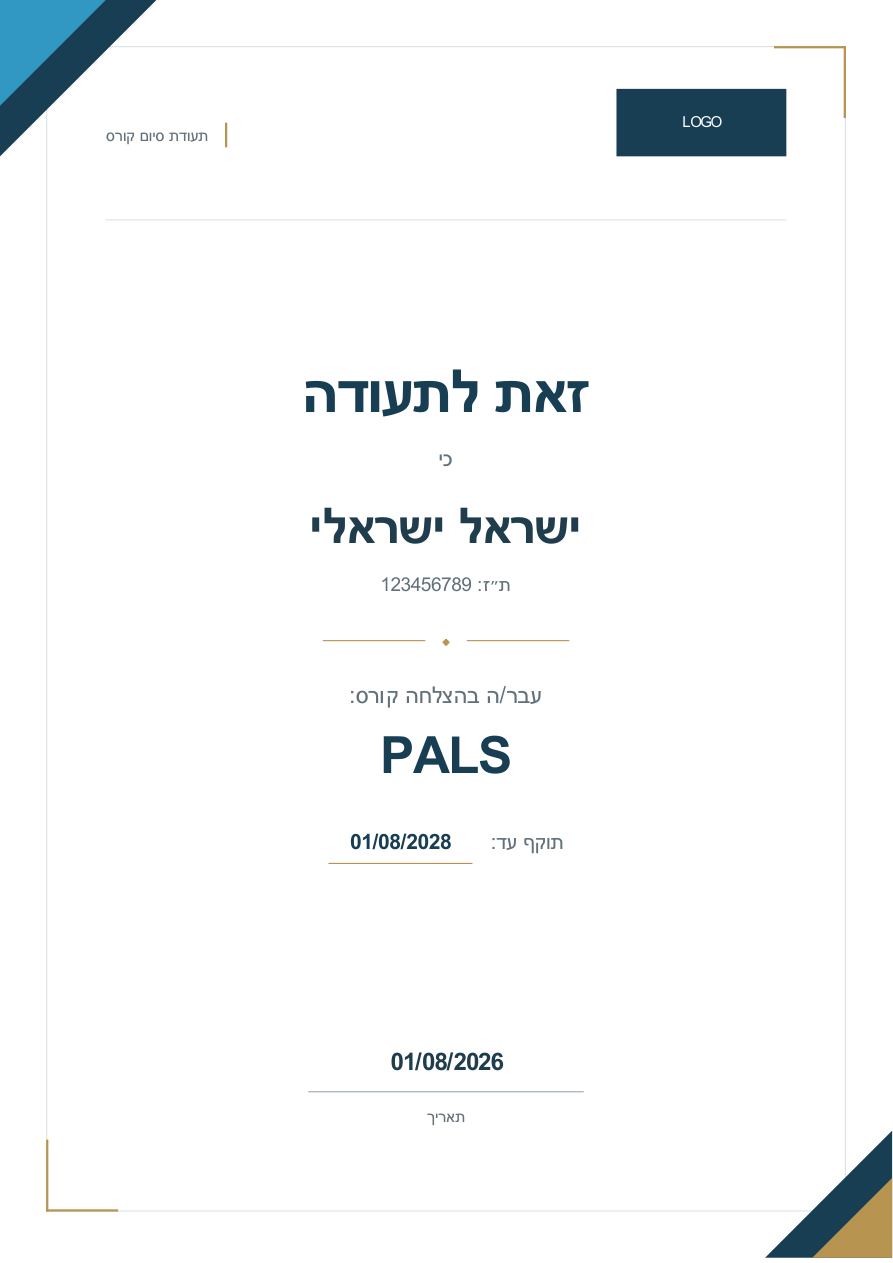 LOGO
תעודת סיום קורס
זאת לתעודה
כי
ישראל ישראלי
ת״ז: 123456789
עבר/ה בהצלחה קורס:
PALS
תוקף עד: 01/08/2028
01/08/2026
תאריך